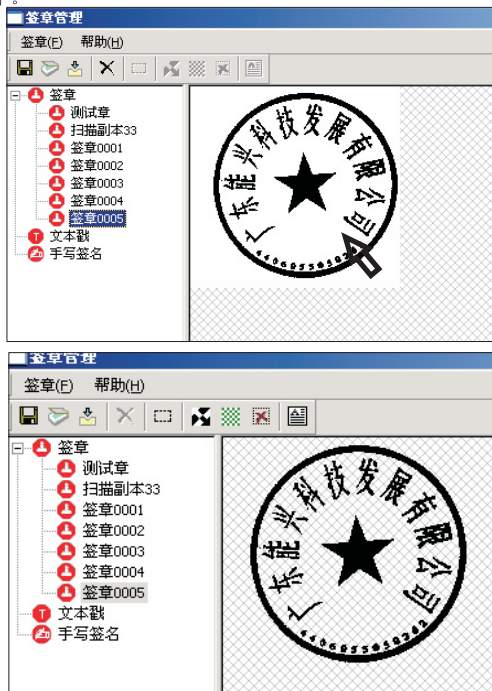 签章管理
签章(F) 帮助(H)
签章
测试章
扫描副本33
签章0001
签章0002
签章0003
签章0004
签章0005
文本戳
手写签名
广东能兴科技发展有限公司
签章管理
签章(F) 帮助(H)
签章
测试章
扫描副本33
签章0001
签章0002
签章0003
签章0004
签章0005
文本戳
手写签名
广东能兴科技发展有限公司